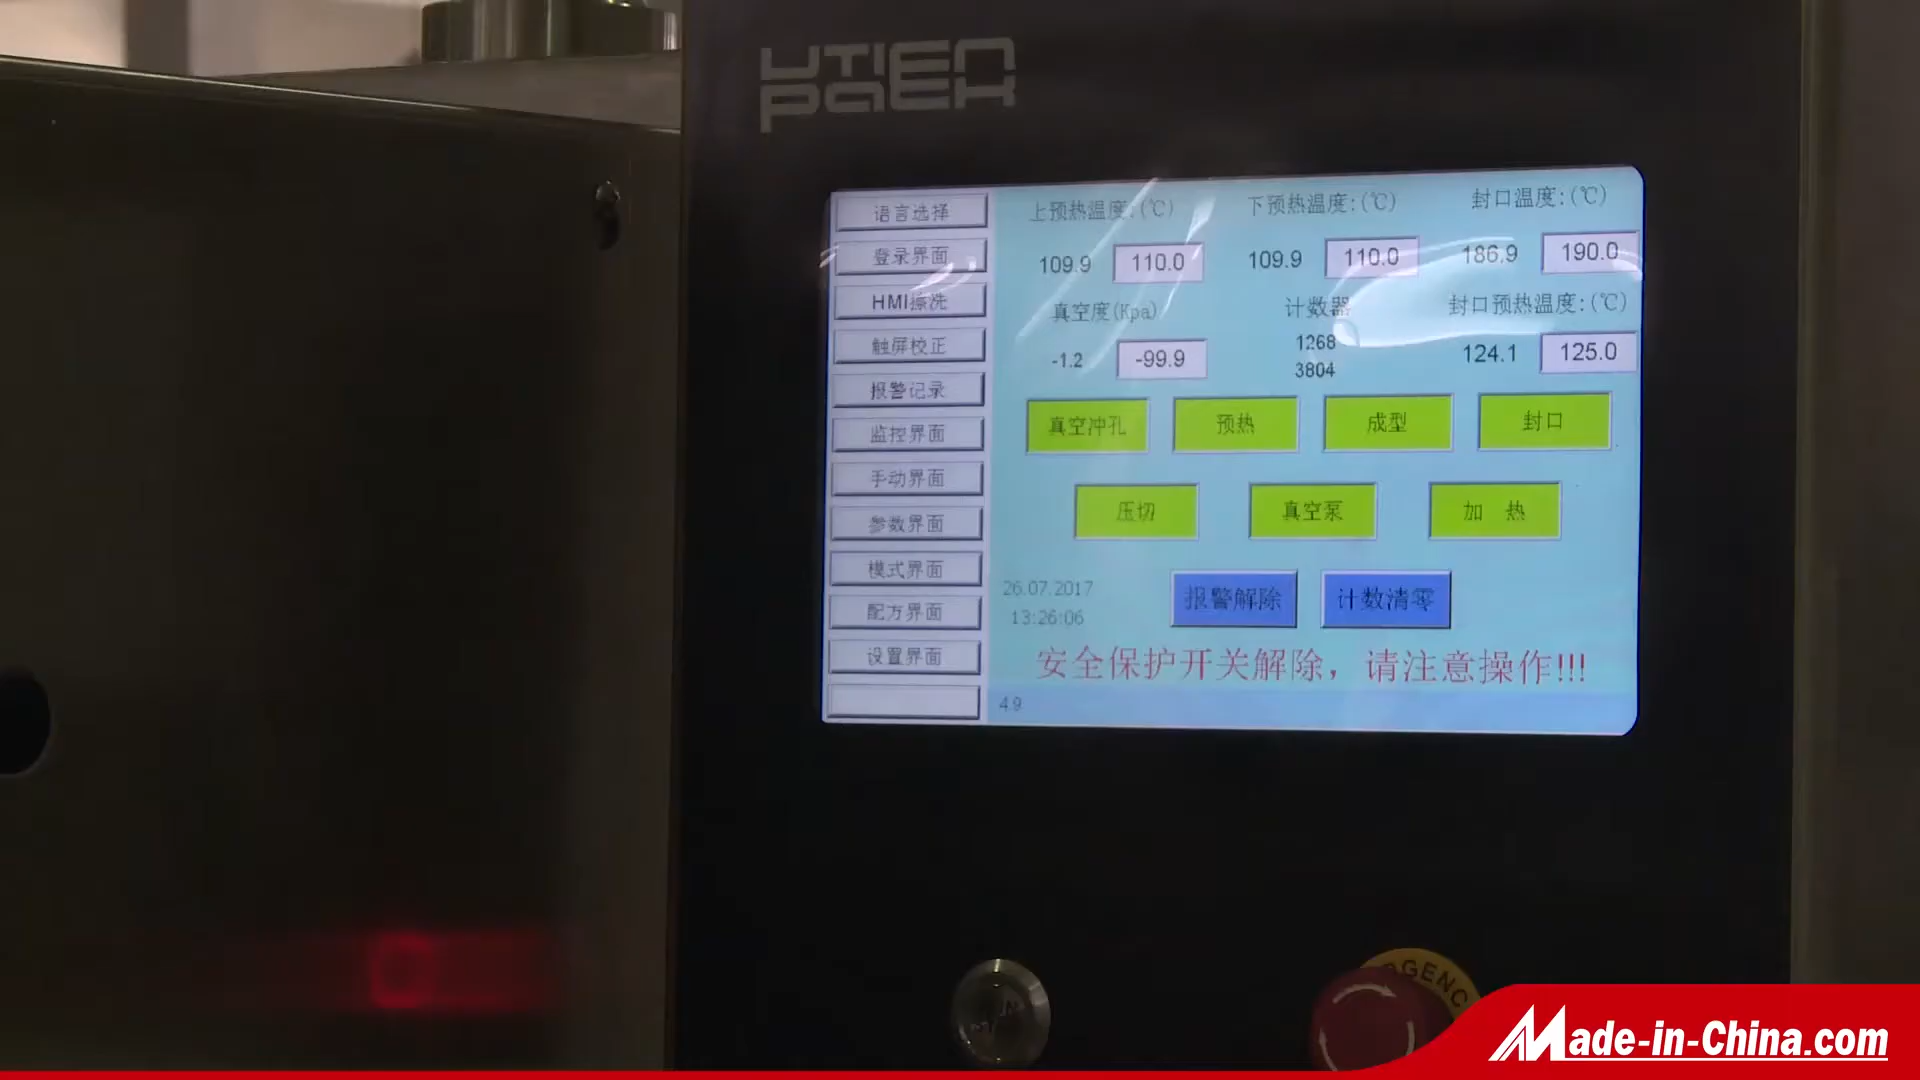 UTIEN
PACK
语言选择
登录界面
HMI擦洗
触屏校正
报警记录
监控界面
手动界面
参数界面
模式界面
配方界面
设置界面
上预热温度:(℃)
下预热温度:(℃)
封口温度:(℃)
109.9 110.0
109.9 110.0
186.9 190.0
真空度(Kpa)
计数器
封口预热温度:(℃)
-1.2 -99.9
1268
3804
124.1 125.0
真空冲孔
预热
成型
封口
压切
真空泵
加 热
26.07.2017
13:26:06
报警解除
计数清零
安全保护开关解除，请注意操作!!!
49
Made-in-China.com